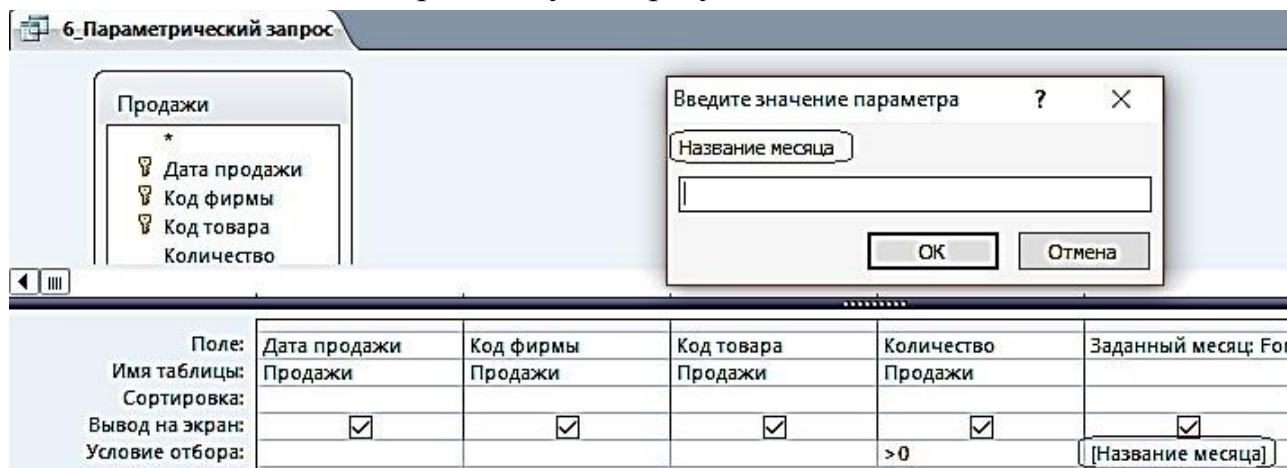 6_Параметрический запрос
Продажи
*
Дата продажи
Код фирмы
Код товара
Количество
Введите значение параметра ? ×
Название месяца
ОК Отмена
Поле: Дата продажи Код фирмы Код товара Количество Заданный месяц: For
Имя таблицы: Продажи Продажи Продажи Продажи
Сортировка:
Вывод на экран:
Условие отбора: >0 [Название месяца]